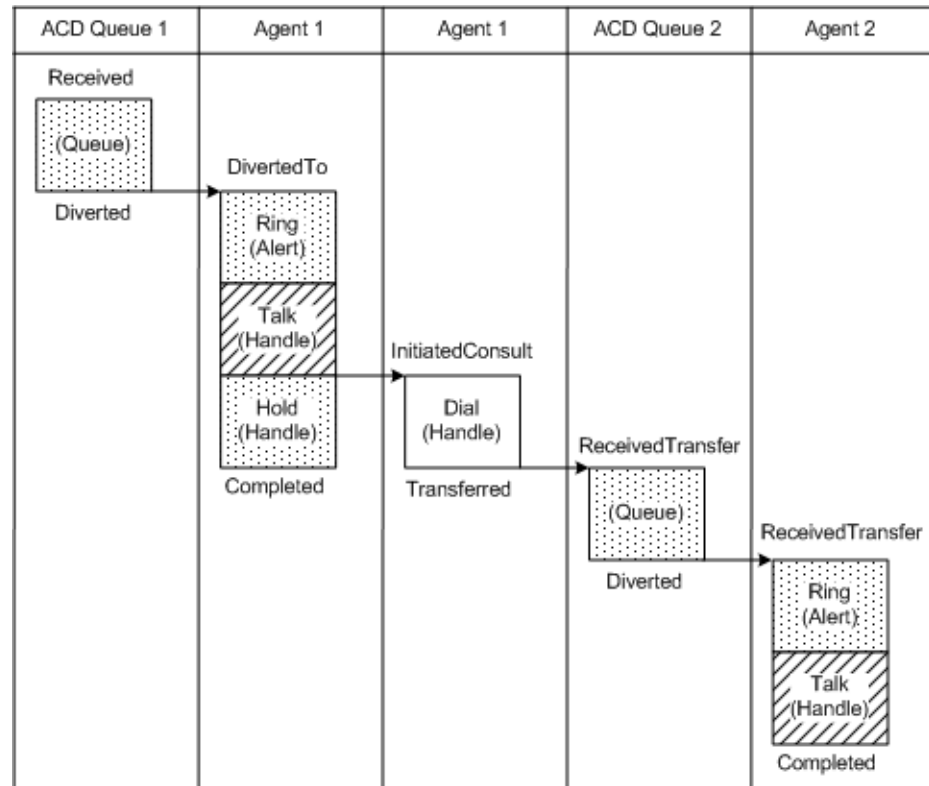 ACD Queue 1
Agent 1
Agent 1
ACD Queue 2
Agent 2
Received
(Queue)
Diverted
DivertedTo
Ring
(Alert)
Talk
(Handle)
Hold
(Handle)
Completed
InitiatedConsult
Dial
(Handle)
Transferred
ReceivedTransfer
(Queue)
Diverted
ReceivedTransfer
Ring
(Alert)
Talk
(Handle)
Completed